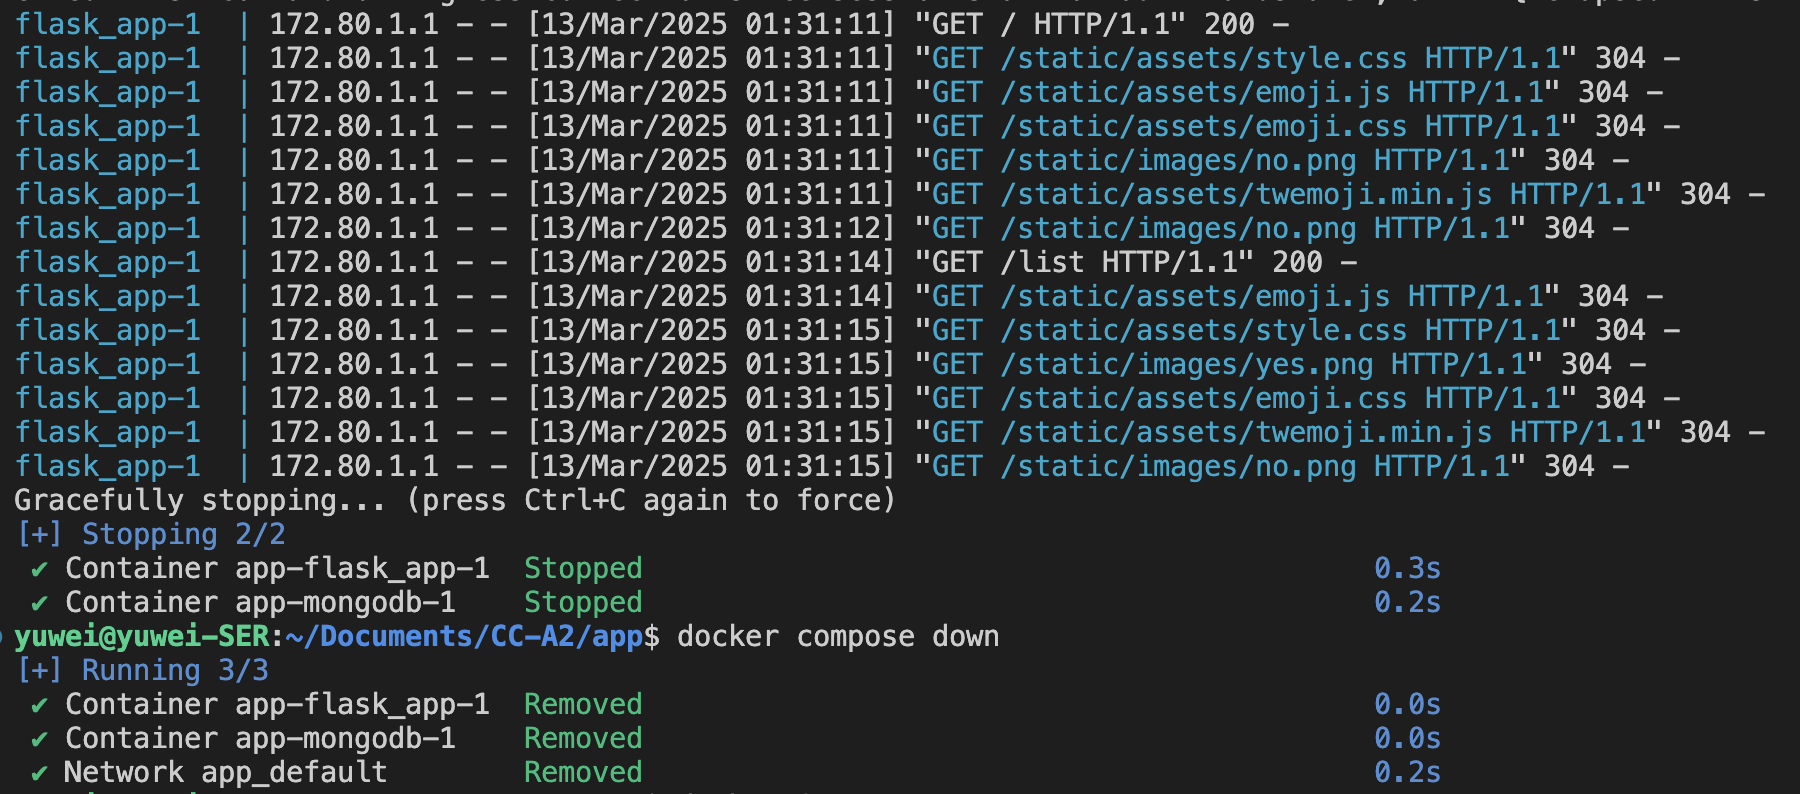 flask_app-1  | 172.80.1.1 - - [13/Mar/2025 01:31:11] "GET / HTTP/1.1" 200 -
flask_app-1  | 172.80.1.1 - - [13/Mar/2025 01:31:11] "GET /static/assets/style.css HTTP/1.1" 304 -
flask_app-1  | 172.80.1.1 - - [13/Mar/2025 01:31:11] "GET /static/assets/emoji.js HTTP/1.1" 304 -
flask_app-1  | 172.80.1.1 - - [13/Mar/2025 01:31:11] "GET /static/assets/emoji.css HTTP/1.1" 304 -
flask_app-1  | 172.80.1.1 - - [13/Mar/2025 01:31:11] "GET /static/images/no.png HTTP/1.1" 304 -
flask_app-1  | 172.80.1.1 - - [13/Mar/2025 01:31:11] "GET /static/assets/twemoji.min.js HTTP/1.1" 304 -
flask_app-1  | 172.80.1.1 - - [13/Mar/2025 01:31:12] "GET /static/images/no.png HTTP/1.1" 304 -
flask_app-1  | 172.80.1.1 - - [13/Mar/2025 01:31:14] "GET /list HTTP/1.1" 200 -
flask_app-1  | 172.80.1.1 - - [13/Mar/2025 01:31:14] "GET /static/assets/emoji.js HTTP/1.1" 304 -
flask_app-1  | 172.80.1.1 - - [13/Mar/2025 01:31:15] "GET /static/assets/style.css HTTP/1.1" 304 -
flask_app-1  | 172.80.1.1 - - [13/Mar/2025 01:31:15] "GET /static/images/yes.png HTTP/1.1" 304 -
flask_app-1  | 172.80.1.1 - - [13/Mar/2025 01:31:15] "GET /static/assets/emoji.css HTTP/1.1" 304 -
flask_app-1  | 172.80.1.1 - - [13/Mar/2025 01:31:15] "GET /static/assets/twemoji.min.js HTTP/1.1" 304 -
flask_app-1  | 172.80.1.1 - - [13/Mar/2025 01:31:15] "GET /static/images/no.png HTTP/1.1" 304 -
Gracefully stopping... (press Ctrl+C again to force)
[+] Stopping 2/2
✔ Container app-flask_app-1  Stopped 0.3s
✔ Container app-mongodb-1    Stopped 0.2s
yuwei@yuwei-SER:~/Documents/CC-A2/app$ docker compose down
[+] Running 3/3
✔ Container app-flask_app-1  Removed 0.0s
✔ Container app-mongodb-1    Removed 0.0s
✔ Network app_default        Removed 0.2s